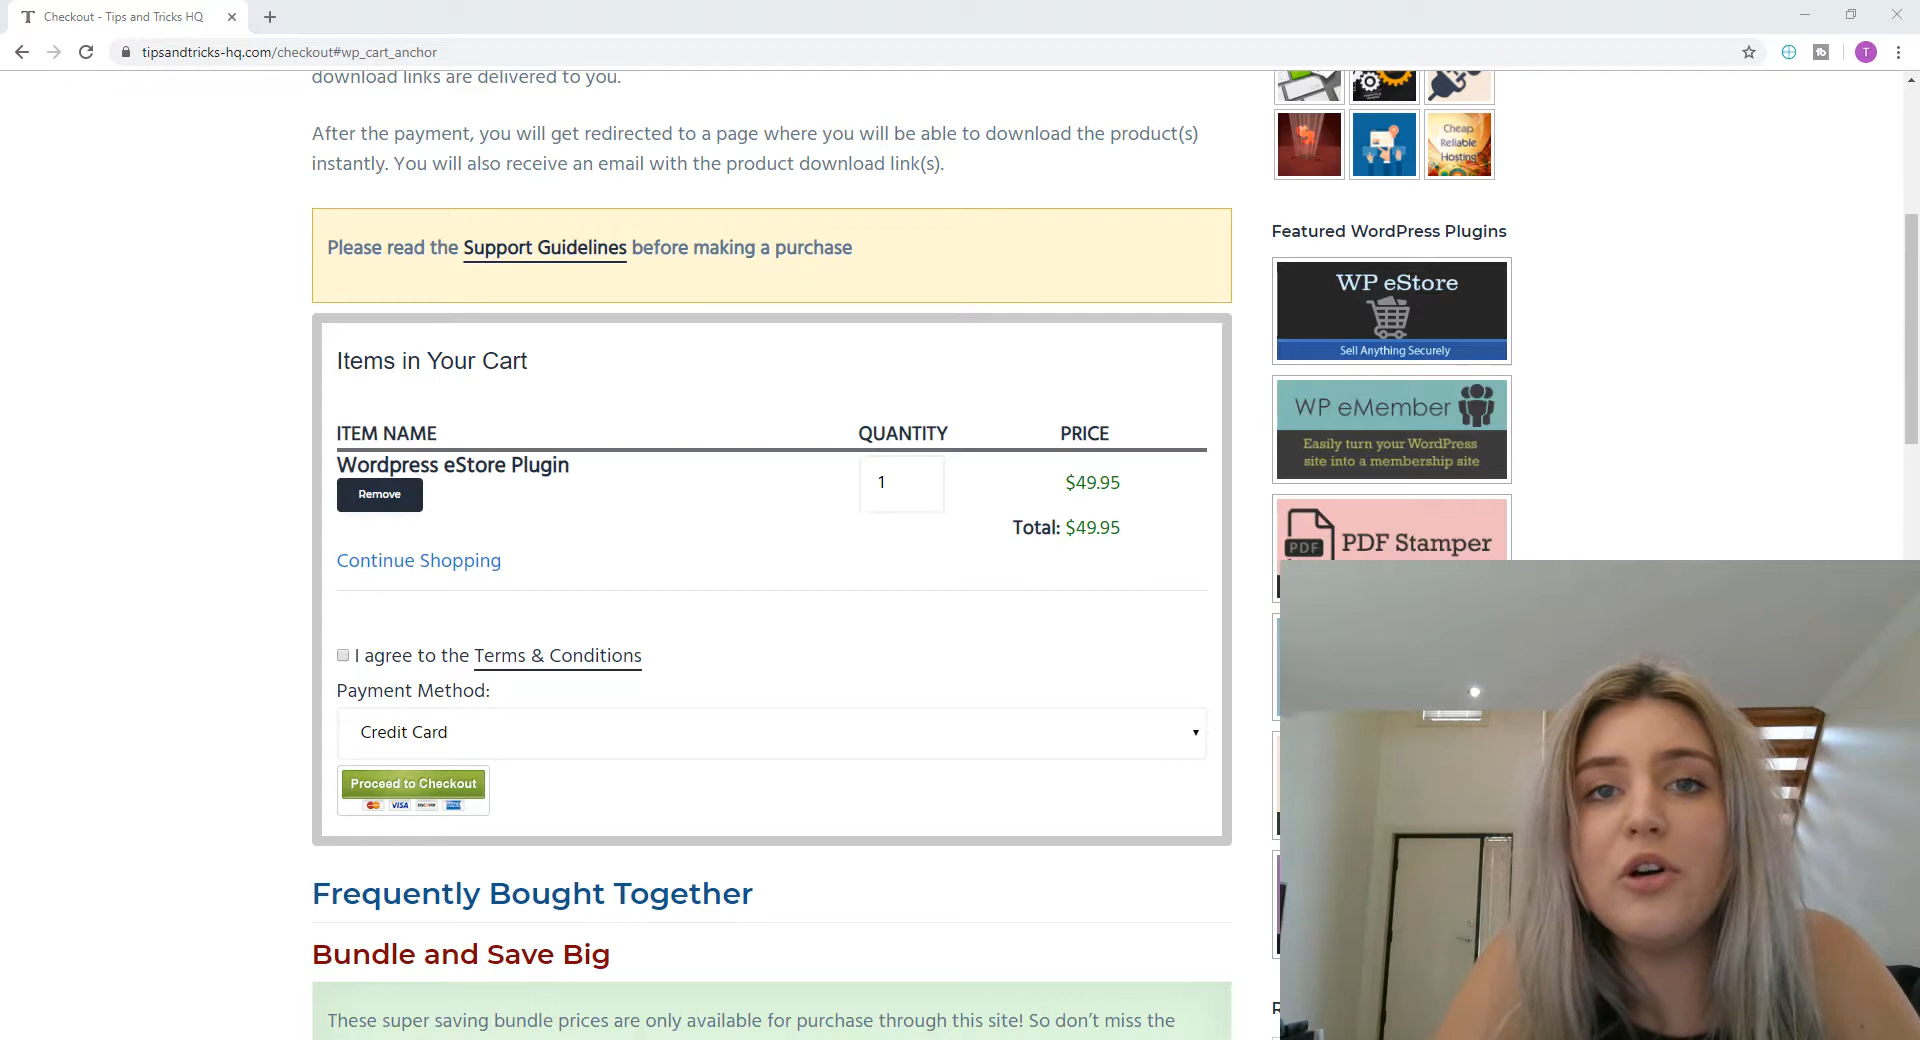 Checkout - Tips and Tricks HQ
tipsandtricks-hq.com/checkout#wp_cart_anchor
T
download links are delivered to you.
After the payment, you will get redirected to a page where you will be able to download the product(s)
instantly. You will also receive an email with the product download link(s).
Please read the Support Guidelines before making a purchase
Items in Your Cart
ITEM NAME QUANTITY PRICE
Wordpress eStore Plugin
1 $49.95
Remove
Total: $49.95
Continue Shopping
I agree to the Terms & Conditions
Payment Method:
Credit Card
Proceed to Checkout
VISA
Frequently Bought Together
Bundle and Save Big
These super saving bundle prices are only available for purchase through this site! So don't miss the
Cheap
Reliable
Hosting
Featured WordPress Plugins
WP eStore
Sell Anything Securely
WP eMember
Easily turn your WordPress
site into a membership site
PDF
PDF Stamper